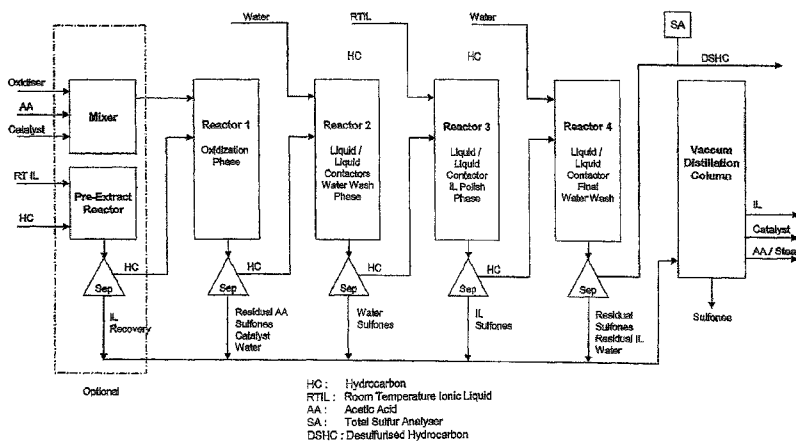 Water
RTIL
Water
SA
HC
HC
DSHC
Oxidiser
AA
Catalyst
Mixer
Reactor 1
Oxidization
Phase
Reactor 2
Liquid /
Liquid
Contactors
Water Wash
Phase
Reactor 3
Liquid /
Liquid
Contactor
IL Polish
Phase
Reactor 4
Liquid /
Liquid
Contactor
Final
Water Wash
Vaccum
Distillation
Column
RT IL
HC
Pre-Extract
Reactor
IL
Catalyst
AA / Steam
HC
HC
HC
HC
Sep
Sep
Sep
Sep
Sep
Sulfones
IL
Recovery
Residual AA
Sulfones
Catalyst
Water
Water
Sulfones
IL
Sulfones
Residual
Sulfones
Residual IL
Water
Optional
HC : Hydrocarbon
RTIL : Room Temperature Ionic Liquid
AA : Acetic Acid
SA : Total Sulfur Analyser
DSHC : Desulfurised Hydrocarbon